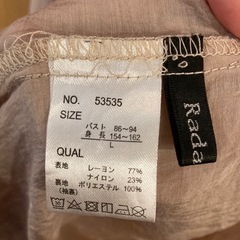 NO. 53535
SIZE
バスト 86~94
身長 154~162
L
QUAL
表地 レーヨン 77%
ナイロン 23%
裏地 ポリエステル 100%
Rada